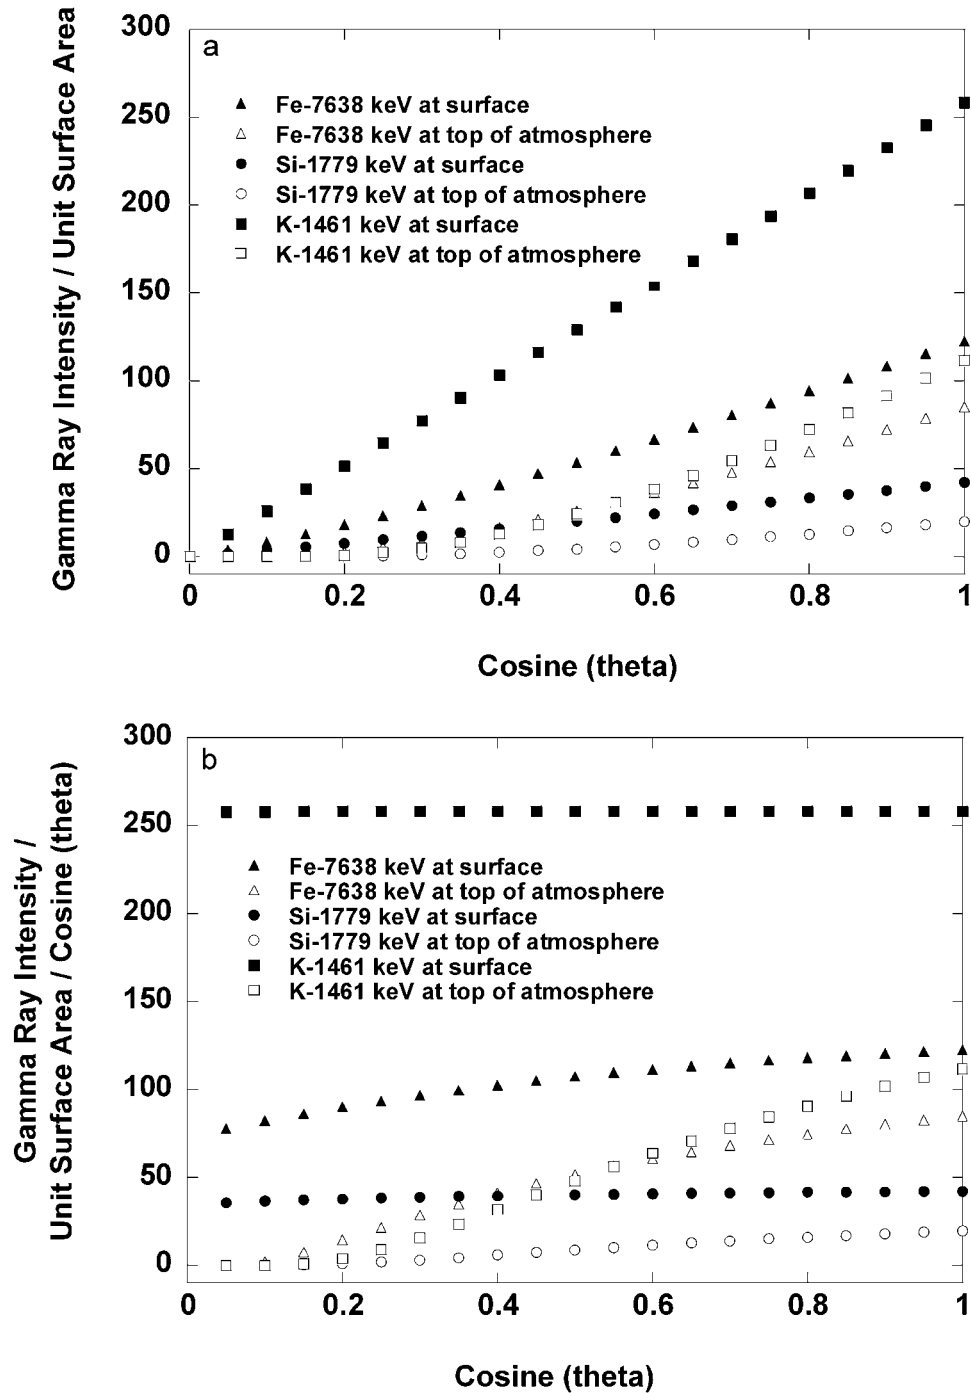 300
a
250
200
150
100
50
0
Gamma Ray Intensity / Unit Surface Area
Fe-7638 keV at surface
Fe-7638 keV at top of atmosphere
Si-1779 keV at surface
Si-1779 keV at top of atmosphere
K-1461 keV at surface
K-1461 keV at top of atmosphere
0 0.2 0.4 0.6 0.8 1
Cosine (theta)
300
b
250
200
150
100
50
0
Gamma Ray Intensity /
Unit Surface Area / Cosine (theta)
Fe-7638 keV at surface
Fe-7638 keV at top of atmosphere
Si-1779 keV at surface
Si-1779 keV at top of atmosphere
K-1461 keV at surface
K-1461 keV at top of atmosphere
0 0.2 0.4 0.6 0.8 1
Cosine (theta)